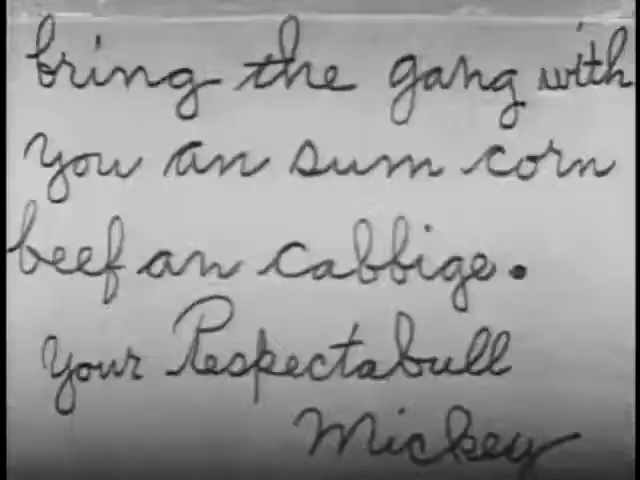 bring the gang with
you an sum corn
beef an cabbige.
your Respectabull
Mickey